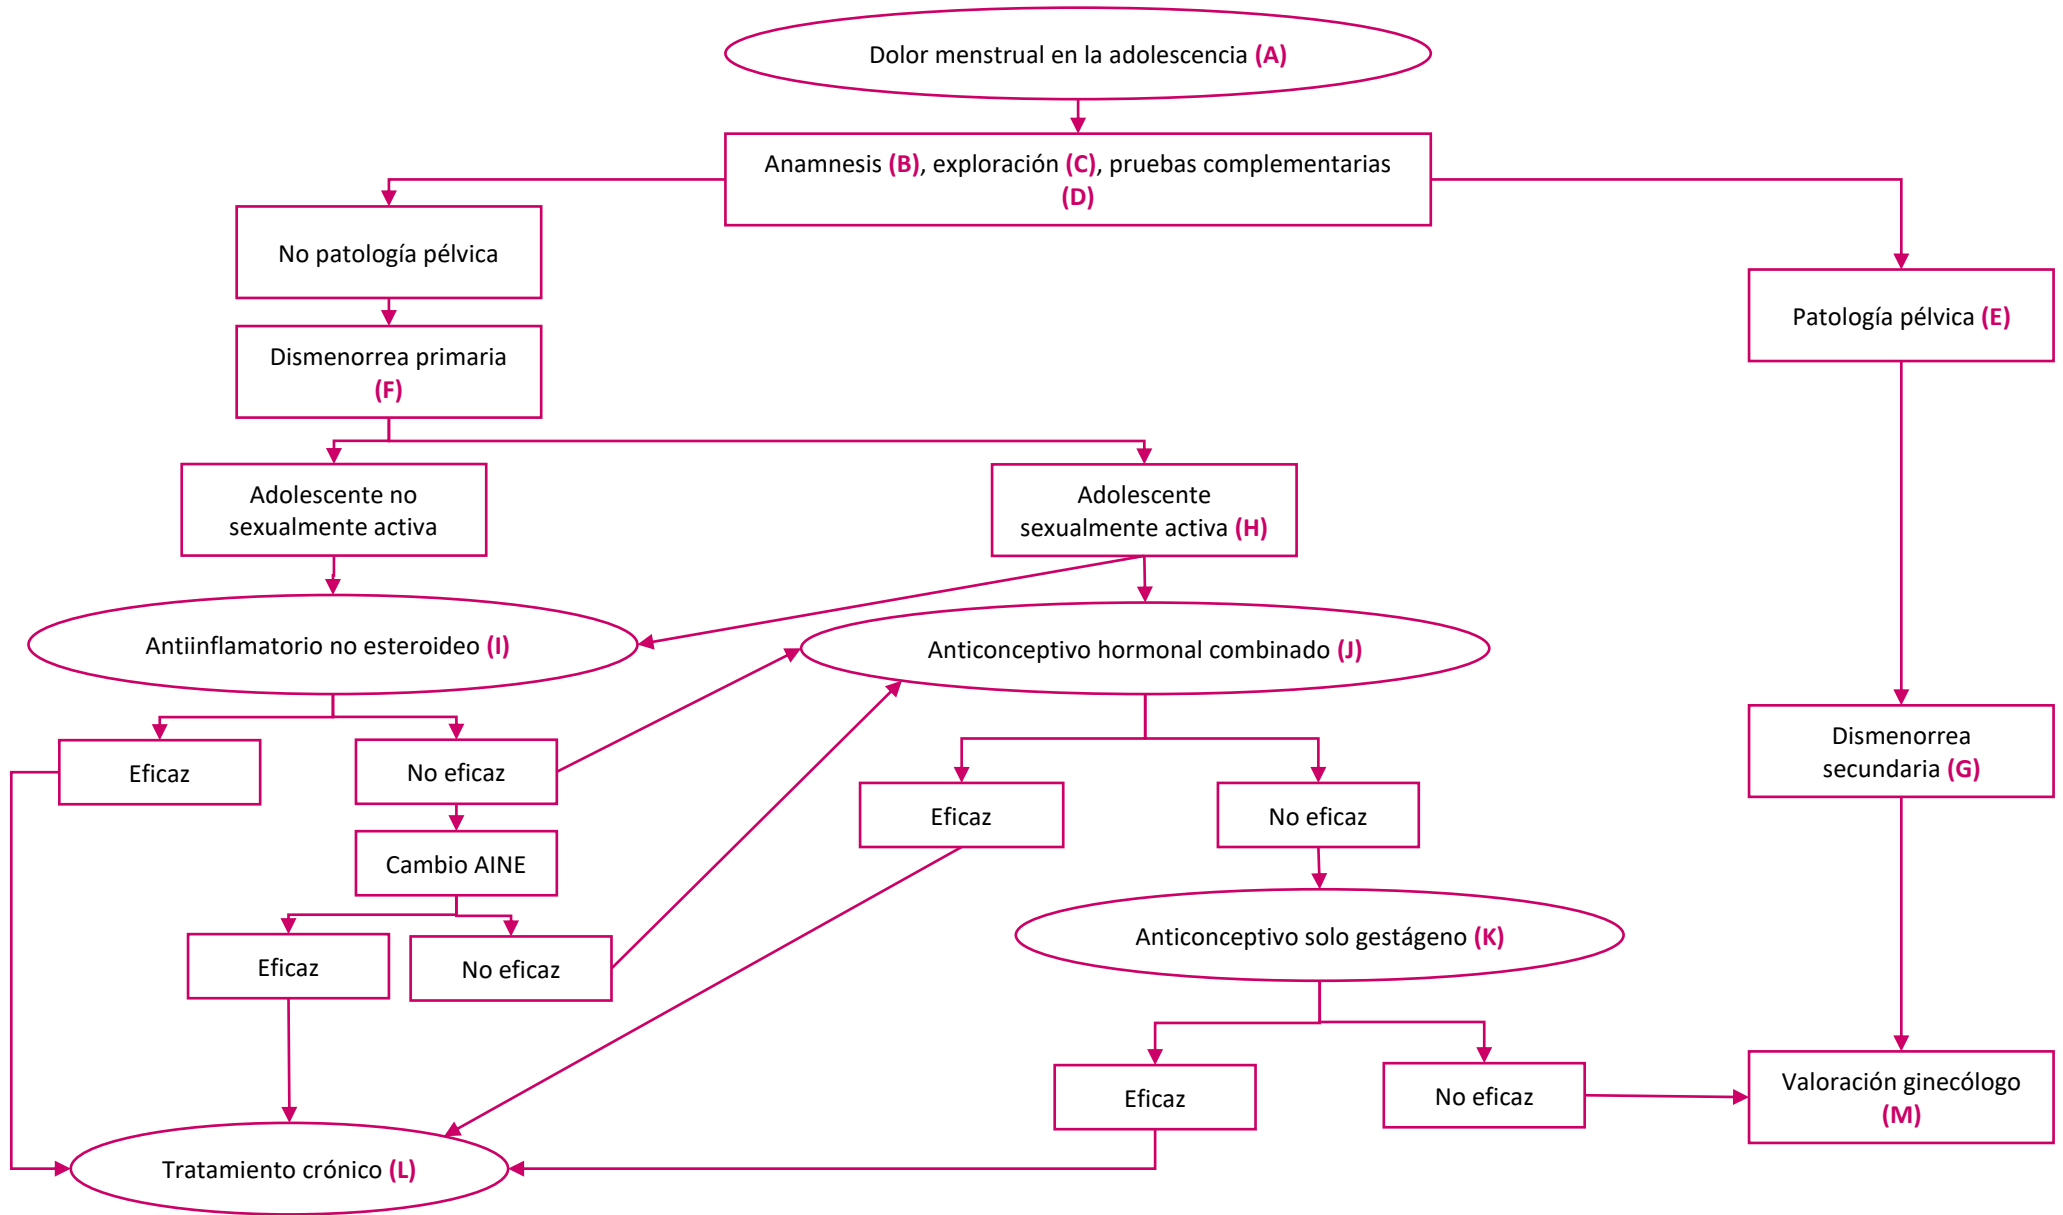 Dolor menstrual en la adolescencia (A)
Anamnesis (B), exploración (C), pruebas complementarias
(D)
No patología pélvica
Patología pélvica (E)
Dismenorrea primaria
(F)
Adolescente no
sexualmente activa
Adolescente
sexualmente activa (H)
Antiinflamatorio no esteroideo (I)
Anticonceptivo hormonal combinado (J)
Eficaz
No eficaz
Dismenorrea
secundaria (G)
Eficaz
No eficaz
Cambio AINE
Eficaz
No eficaz
Anticonceptivo solo gestágeno (K)
Eficaz
No eficaz
Valoración ginecólogo
(M)
Tratamiento crónico (L)